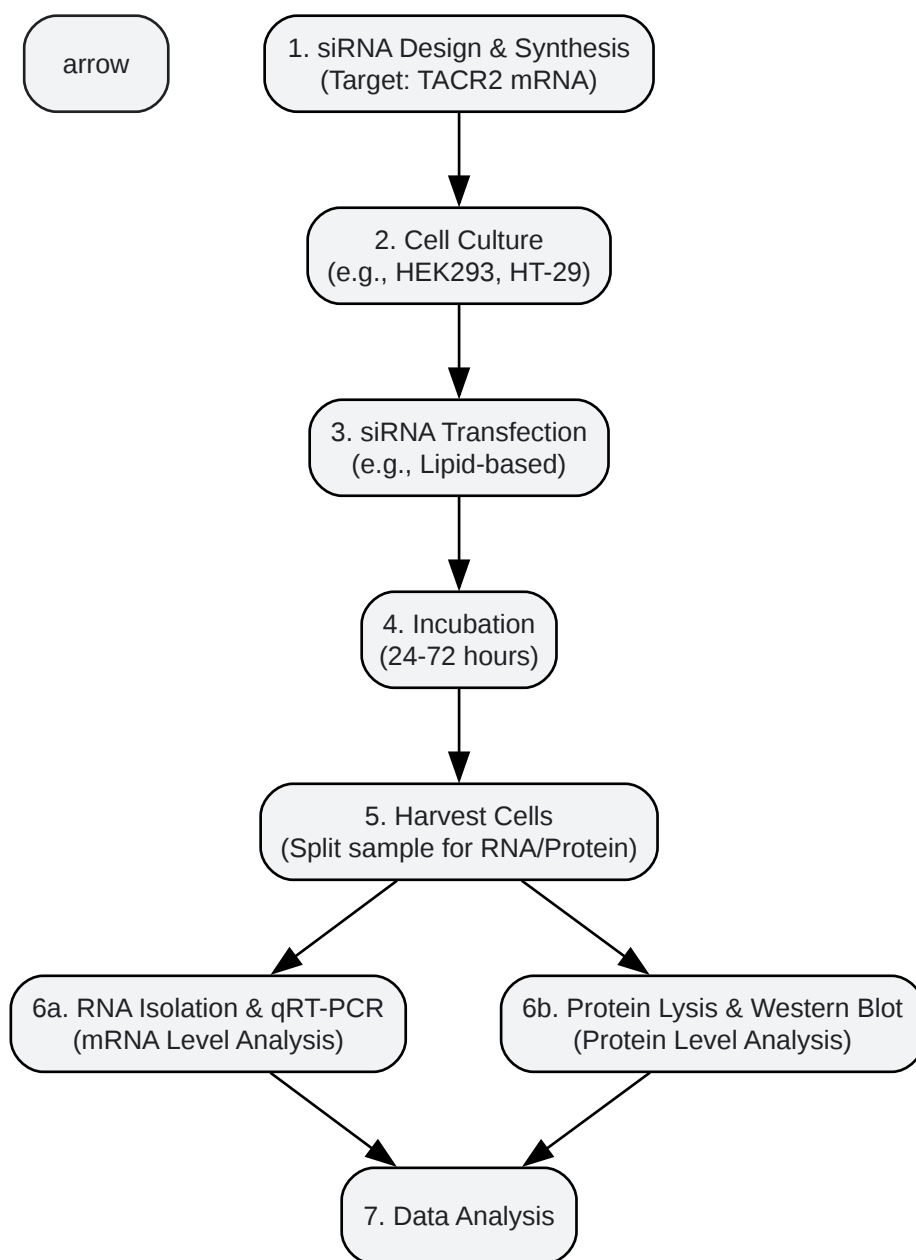 arrow
1. siRNA Design & Synthesis
(Target: TACR2 mRNA)
2. Cell Culture
(e.g., HEK293, HT-29)
3. siRNA Transfection
(e.g., Lipid-based)
4. Incubation
(24-72 hours)
5. Harvest Cells
(Split sample for RNA/Protein)
6a. RNA Isolation & qRT-PCR
(mRNA Level Analysis)
6b. Protein Lysis & Western Blot
(Protein Level Analysis)
7. Data Analysis